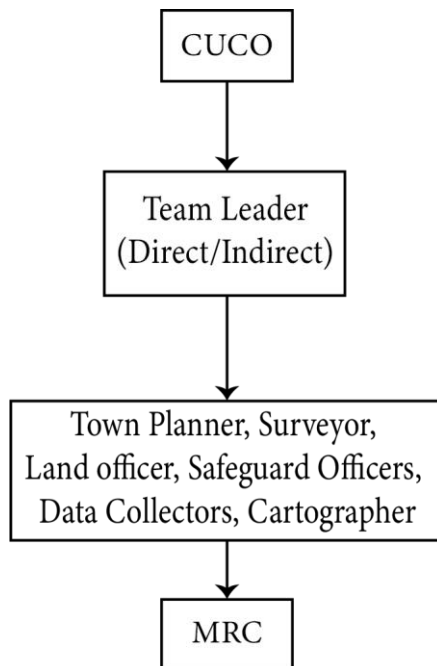 CUCO
Team Leader
(Direct/Indirect)
Town Planner, Surveyor,
Land officer, Safeguard Officers,
Data Collectors, Cartographer
MRC